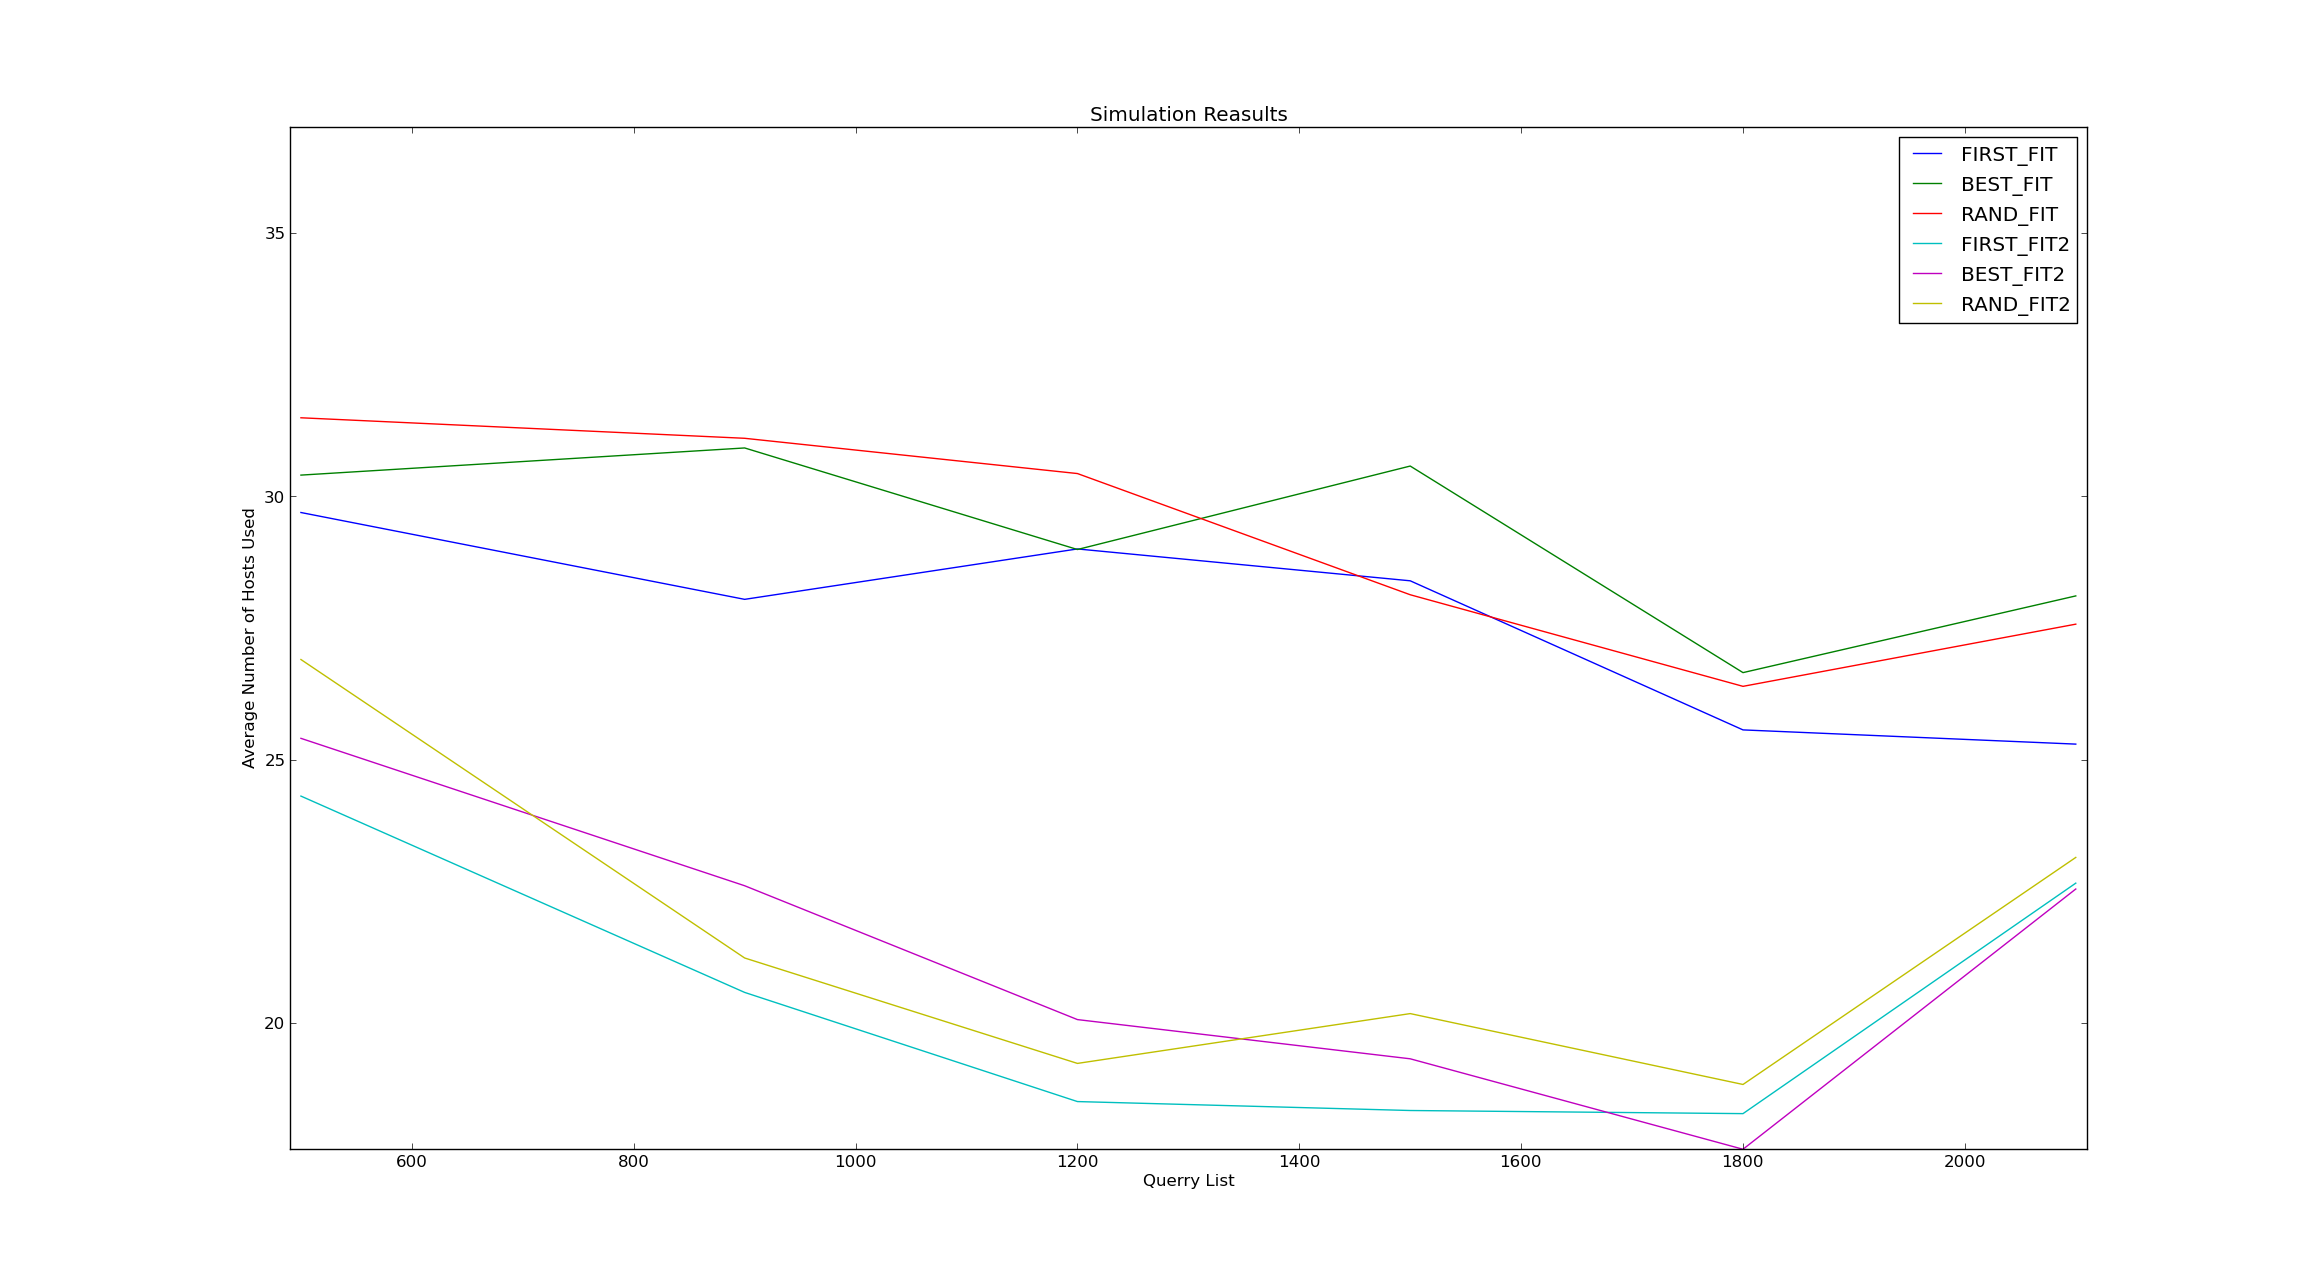 Simulation Reasults
FIRST_FIT
BEST_FIT
RAND_FIT
FIRST_FIT2
BEST_FIT2
RAND_FIT2
35
30
25
20
Average Number of Hosts Used
600 800 1000 1200 1400 1600 1800 2000
Querry List